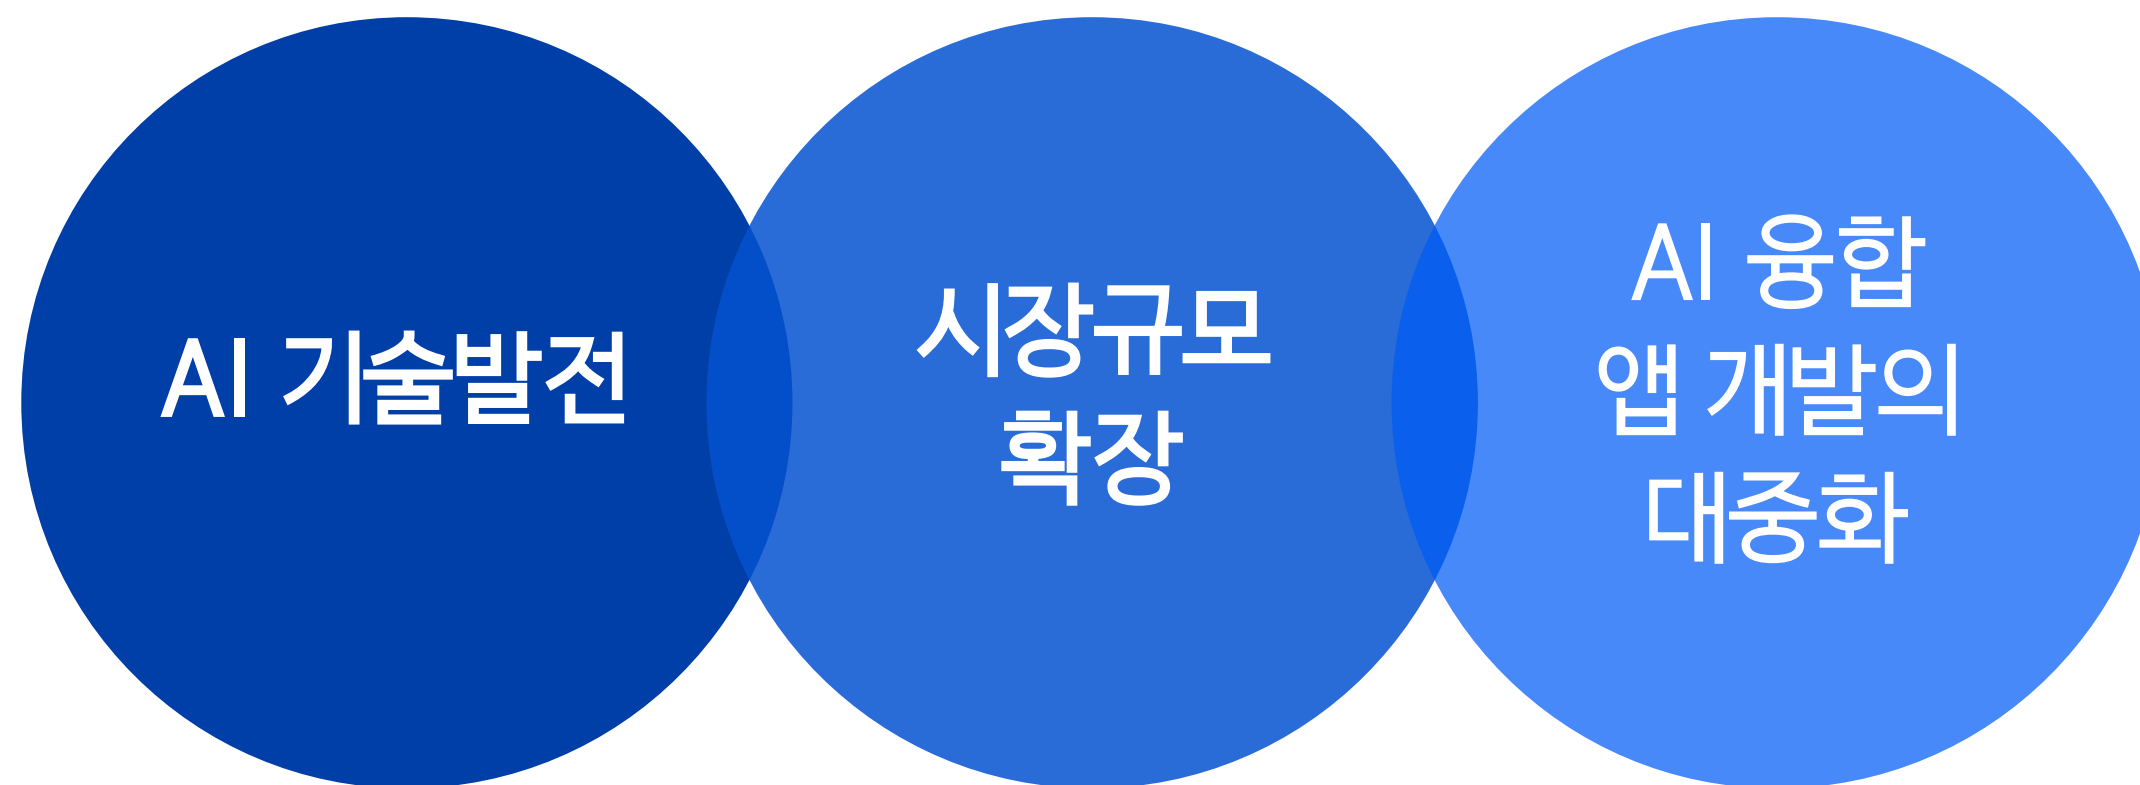 AI 기술발전
시장규모
확장
AI 융합
앱 개발의
대중화